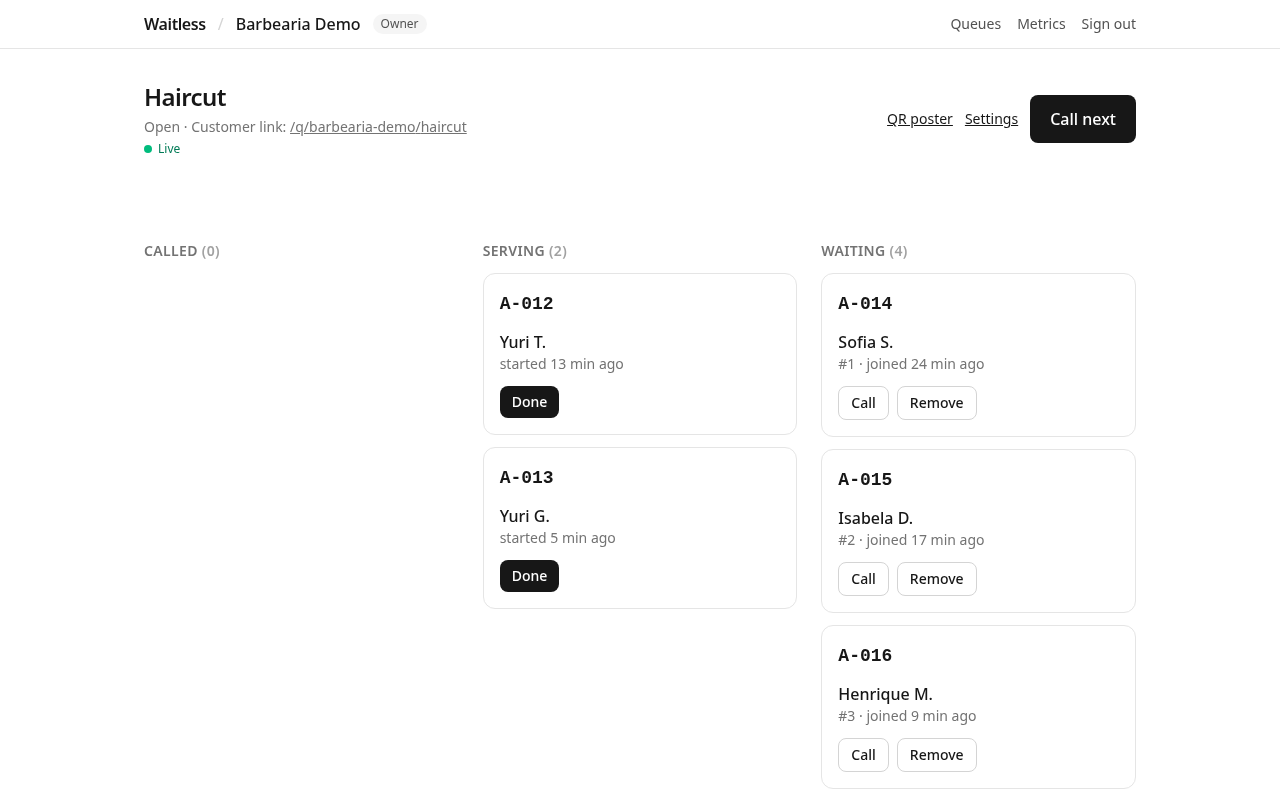 Waitless / Barbearia Demo Owner Queues Metrics Sign out
Haircut
Open · Customer link: /q/barbearia-demo/haircut
Live
QR poster Settings Call next
CALLED (0)
SERVING (2)
A-012
Yuri T.
started 13 min ago
Done
A-013
Yuri G.
started 5 min ago
Done
WAITING (4)
A-014
Sofia S.
#1 · joined 24 min ago
Call Remove
A-015
Isabela D.
#2 · joined 17 min ago
Call Remove
A-016
Henrique M.
#3 · joined 9 min ago
Call Remove